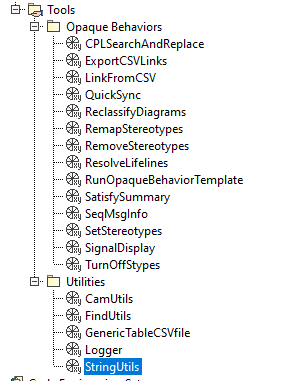 Tools
Opaque Behaviors
CPLSearchAndReplace
ExportCSVLinks
LinkFromCSV
QuickSync
ReclassifyDiagrams
RemapStereotypes
RemoveStereotypes
ResolveLifelines
RunOpaqueBehaviorTemplate
SatisfySummary
SeqMsgInfo
SetStereotypes
SignalDisplay
TurnOffStypes
Utilities
CamUtils
FindUtils
GenericTableCSVfile
Logger
StringUtils